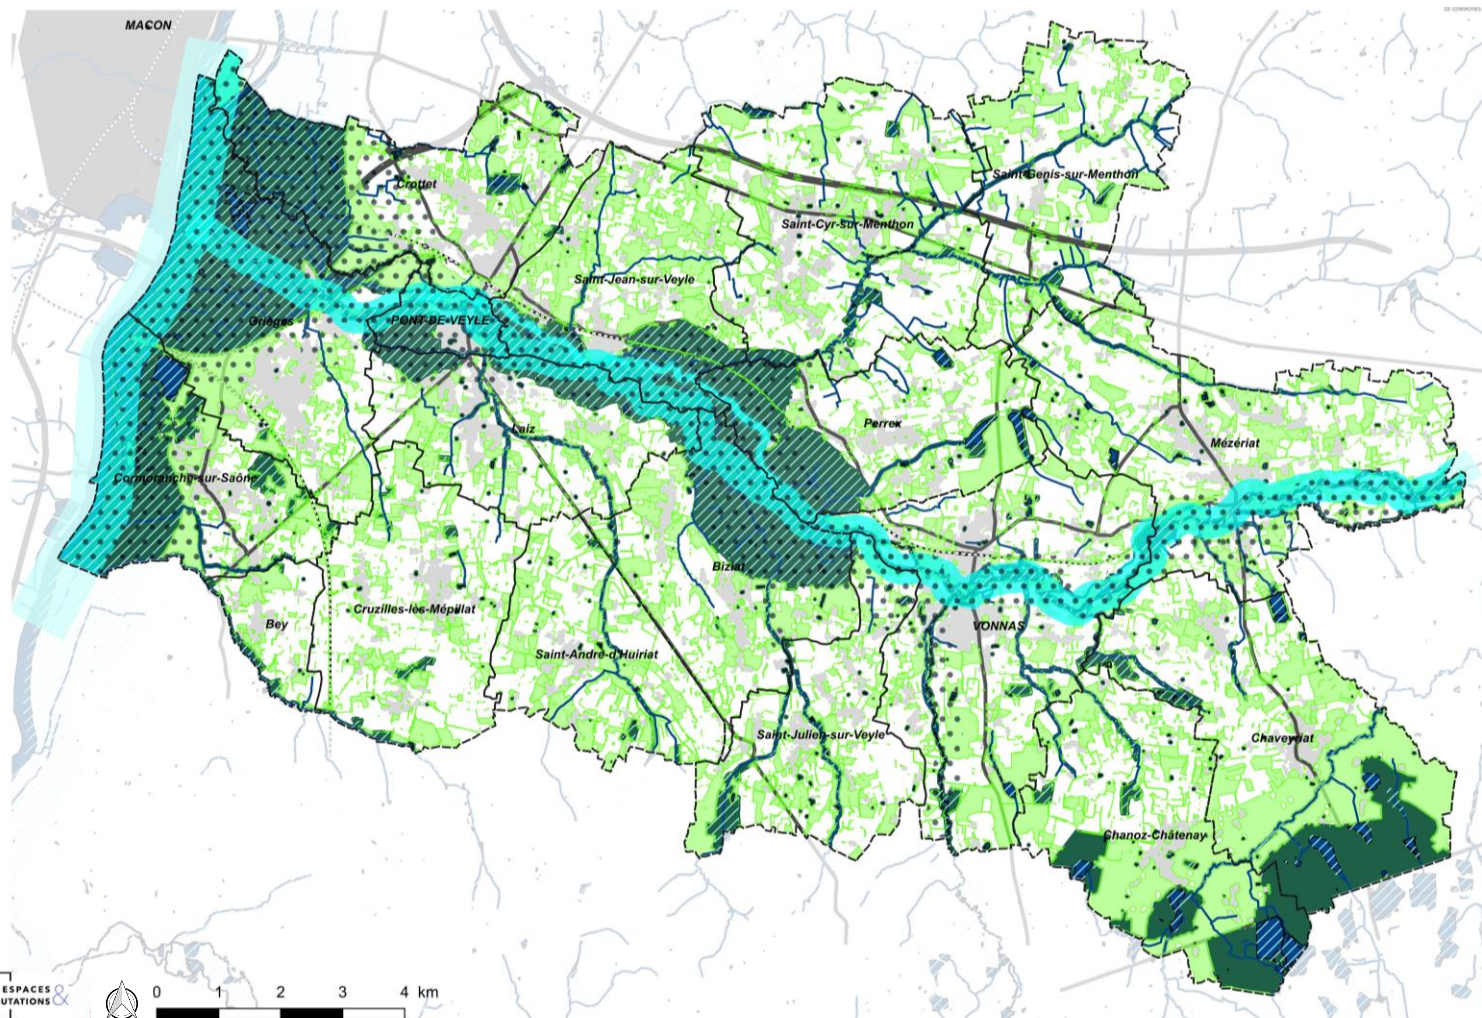 MACON
Crottet
Saint-Genis-sur-Menthon
Saint-Cyr-sur-Menthon
Saint-Jean-sur-Veyle
Grièges
PONT-DE-VEYLE
Laiz
Perrex
Mézériat
Cormoranche-sur-Saône
Biziat
Bey
Cruzilles-lès-Mépillat
VONNAS
Saint-André-d'Huiriat
Saint-Julien-sur-Veyle
Chaveyriat
Chanoz-Châtenay
ESPACES
UTATIONS &
0 1 2 3 4 km